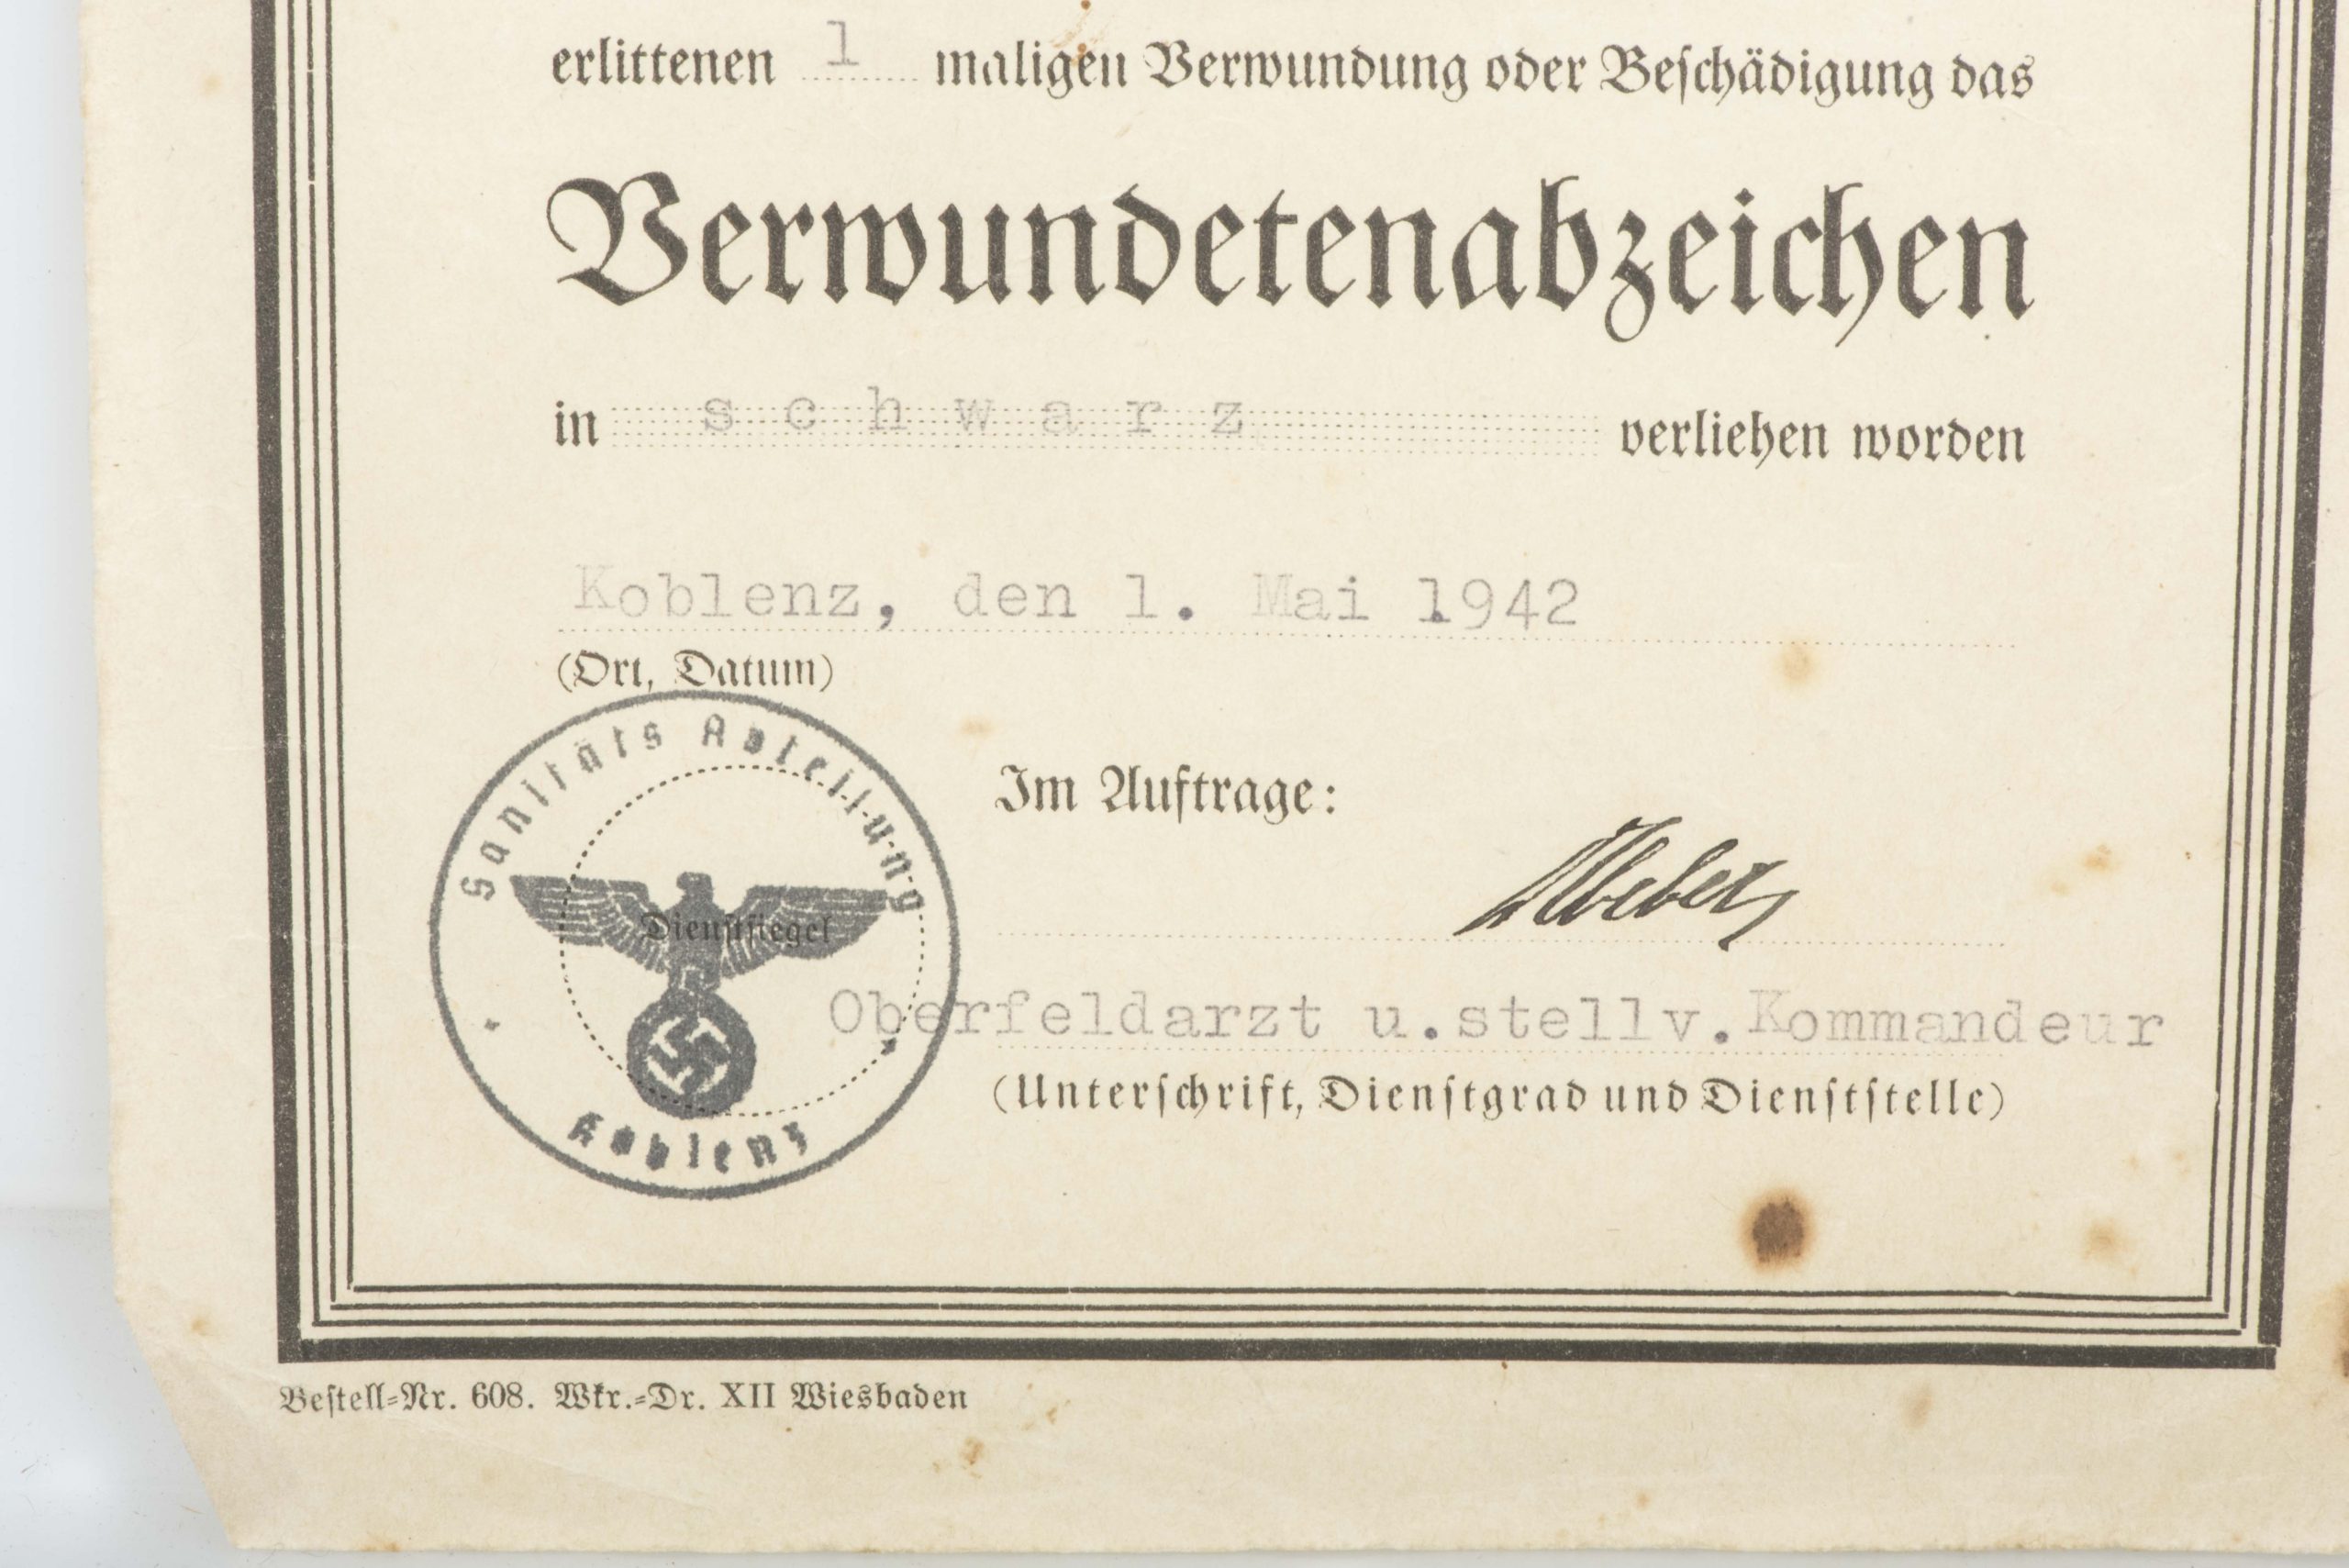 erlittenen 1 maligen Verwundung oder Beſchädigung das
Verwundetenabzeichen
in schwarz verliehen worden
Koblenz, den 1. Mai 1942
(Ort, Datum)
Sanitäts Abteilung
Im Auftrage:
Weber
Dienſtſiegel
Oberfeldarzt u.stellv.Kommandeur
(Unterſchrift, Dienſtgrad und Dienſtſtelle)
Koblenz
Beſtell=Nr. 608. Wkr.=Dr. XII Wiesbaden